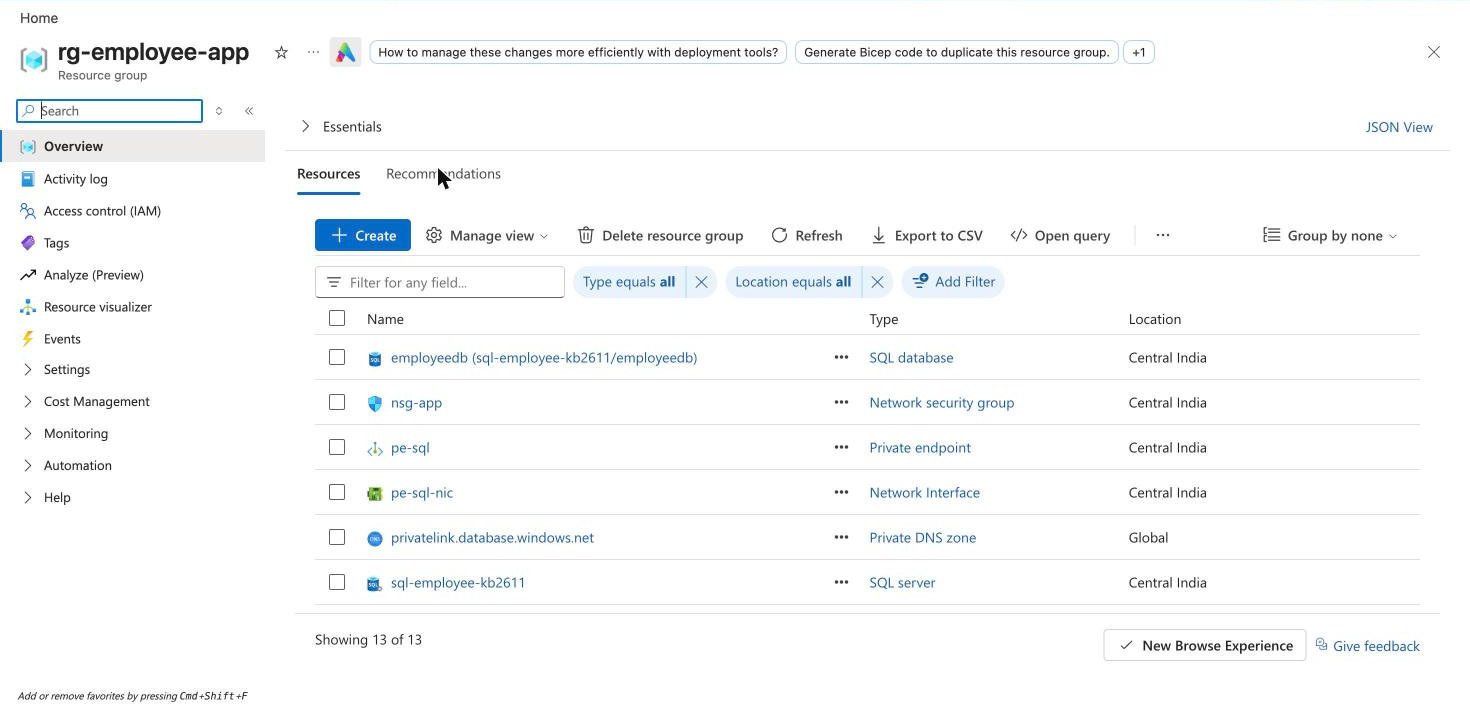 Home
rg-employee-app
Resource group
How to manage these changes more efficiently with deployment tools?
Generate Bicep code to duplicate this resource group.
+1
Search
Overview
Activity log
Access control (IAM)
Tags
Analyze (Preview)
Resource visualizer
Events
Settings
Cost Management
Monitoring
Automation
Help
Add or remove favorites by pressing Cmd+Shift+F
Essentials
JSON View
Resources Recommendations
Create Manage view Delete resource group Refresh Export to CSV Open query ... Group by none
Filter for any field... Type equals all Location equals all Add Filter
Name Type Location
employeedb (sql-employee-kb2611/employeedb) ... SQL database Central India
nsg-app ... Network security group Central India
pe-sql ... Private endpoint Central India
pe-sql-nic ... Network Interface Central India
privatelink.database.windows.net ... Private DNS zone Global
sql-employee-kb2611 ... SQL server Central India
Showing 13 of 13
New Browse Experience Give feedback